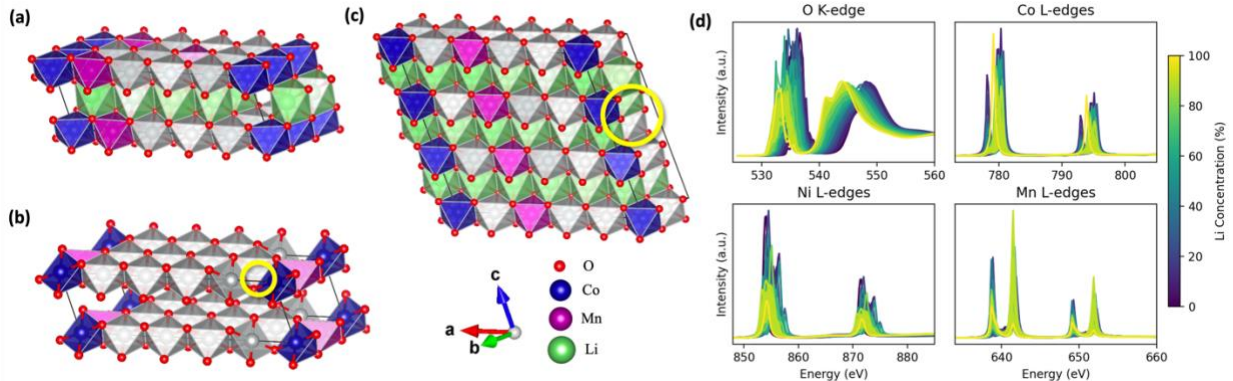 (a)
(b)
(c)
(d)
c
a
b
O
Co
Mn
Li
O K-edge
Intensity (a.u.)
530 540 550 560
Co L-edges
780 790 800
Ni L-edges
Intensity (a.u.)
850 860 870 880
Energy (eV)
Mn L-edges
640 650 660
Energy (eV)
100
80
60
40
20
0
Li Concentration (%)